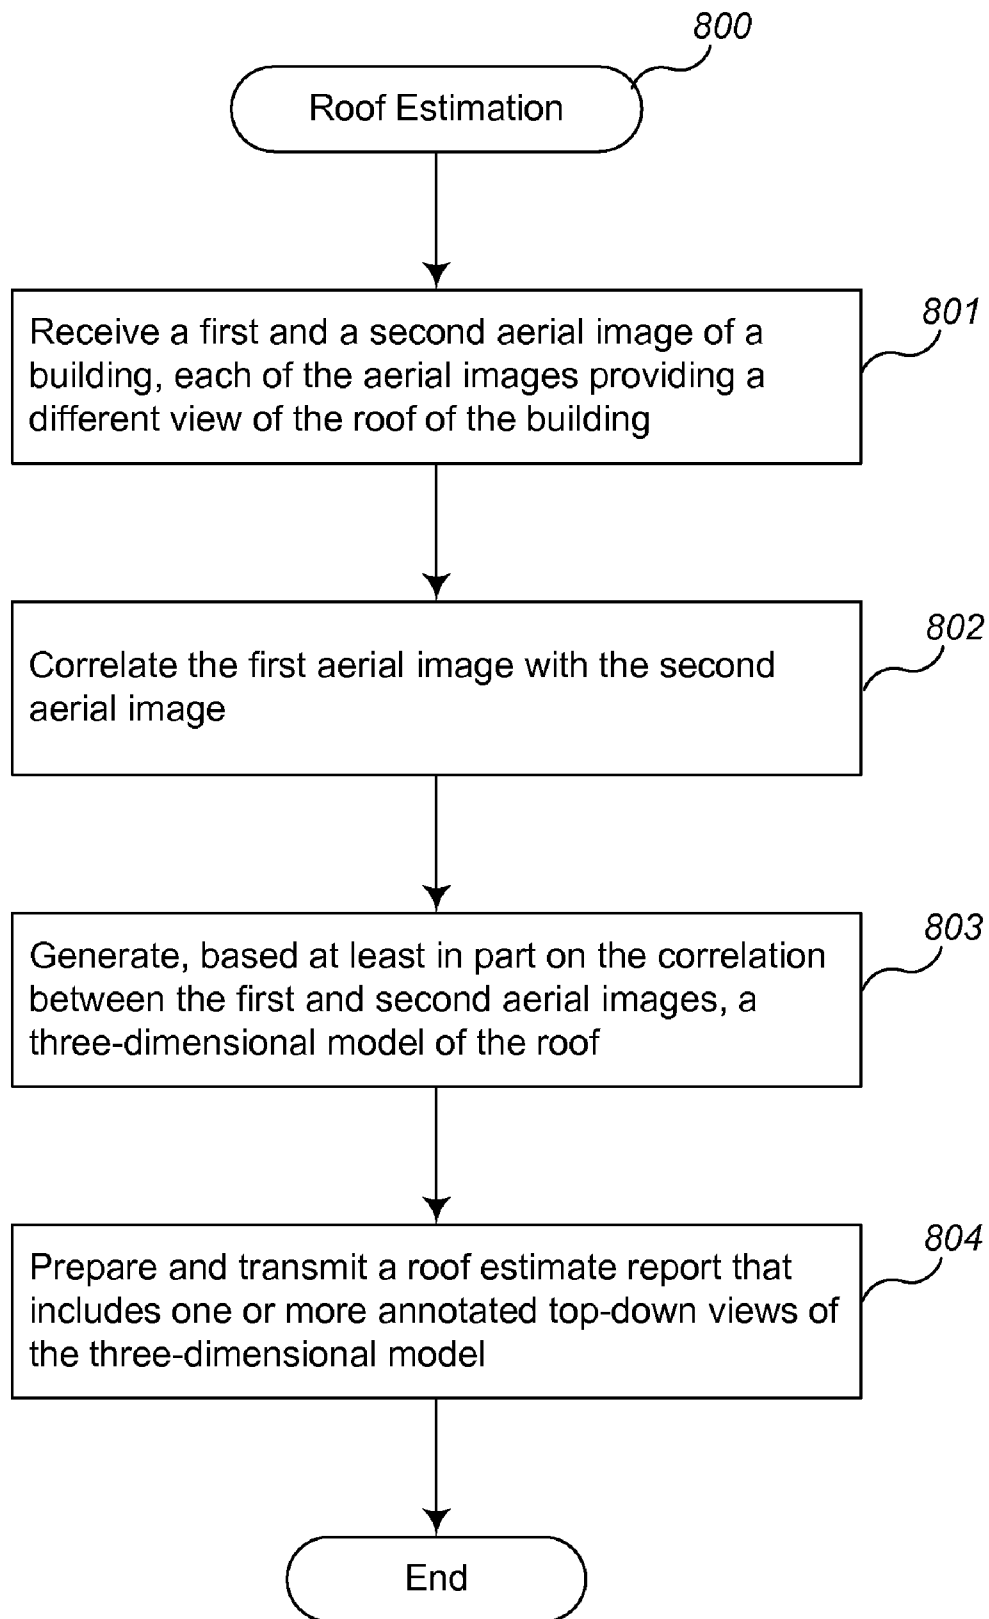 800
Roof Estimation
801
Receive a first and a second aerial image of a
building, each of the aerial images providing a
different view of the roof of the building
802
Correlate the first aerial image with the second
aerial image
803
Generate, based at least in part on the correlation
between the first and second aerial images, a
three-dimensional model of the roof
804
Prepare and transmit a roof estimate report that
includes one or more annotated top-down views of
the three-dimensional model
End